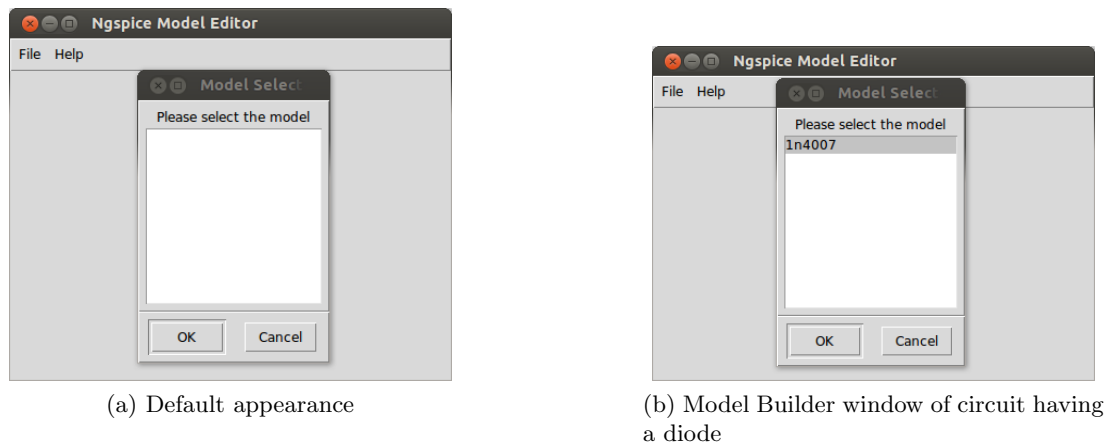 Ngspice Model Editor
File Help
Model Select
Please select the model
OK Cancel
(a) Default appearance
Ngspice Model Editor
File Help
Model Select
Please select the model
1n4007
OK Cancel
(b) Model Builder window of circuit having
a diode